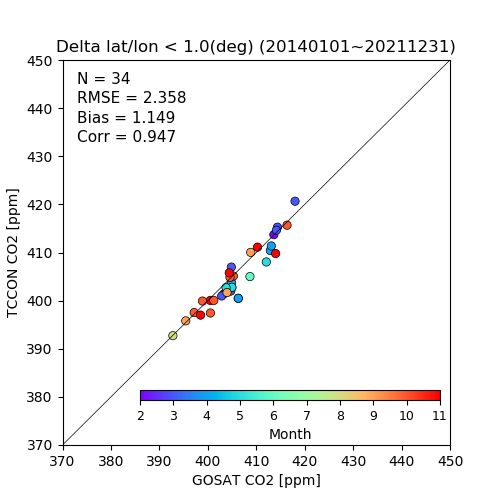 Delta lat/lon < 1.0(deg) (20140101~20211231)
N = 34
RMSE = 2.358
Bias = 1.149
Corr = 0.947
TCCON CO2 [ppm]
450
440
430
420
410
400
390
380
370
2 3 4 5 6 7 8 9 10 11
Month
370 380 390 400 410 420 430 440 450
GOSAT CO2 [ppm]